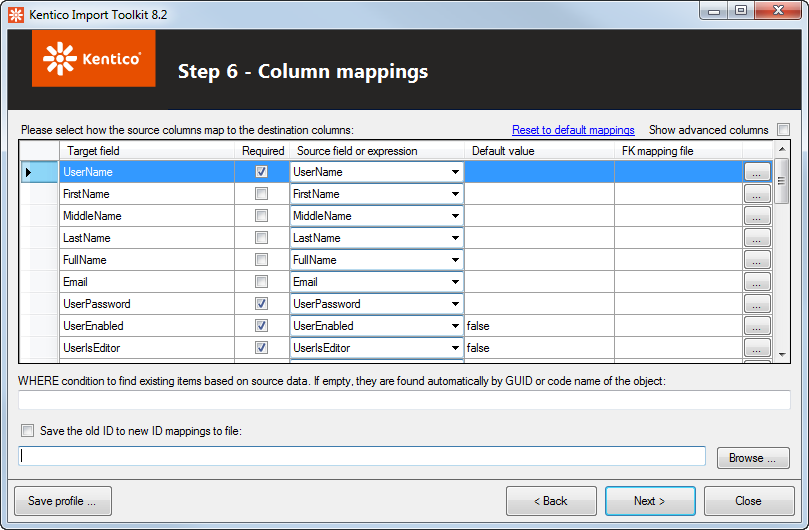 Kentico Import Toolkit 8.2
Kentico
Step 6 - Column mappings
Please select how the source columns map to the destination columns: Reset to default mappings Show advanced columns
Target field Required Source field or expression Default value FK mapping file
UserName UserName ...
FirstName FirstName ...
MiddleName MiddleName ...
LastName LastName ...
FullName FullName ...
Email Email ...
UserPassword UserPassword ...
UserEnabled UserEnabled false ...
UserIsEditor UserIsEditor false ...
WHERE condition to find existing items based on source data. If empty, they are found automatically by GUID or code name of the object:
Save the old ID to new ID mappings to file:
Browse ...
Save profile ... < Back Next > Close